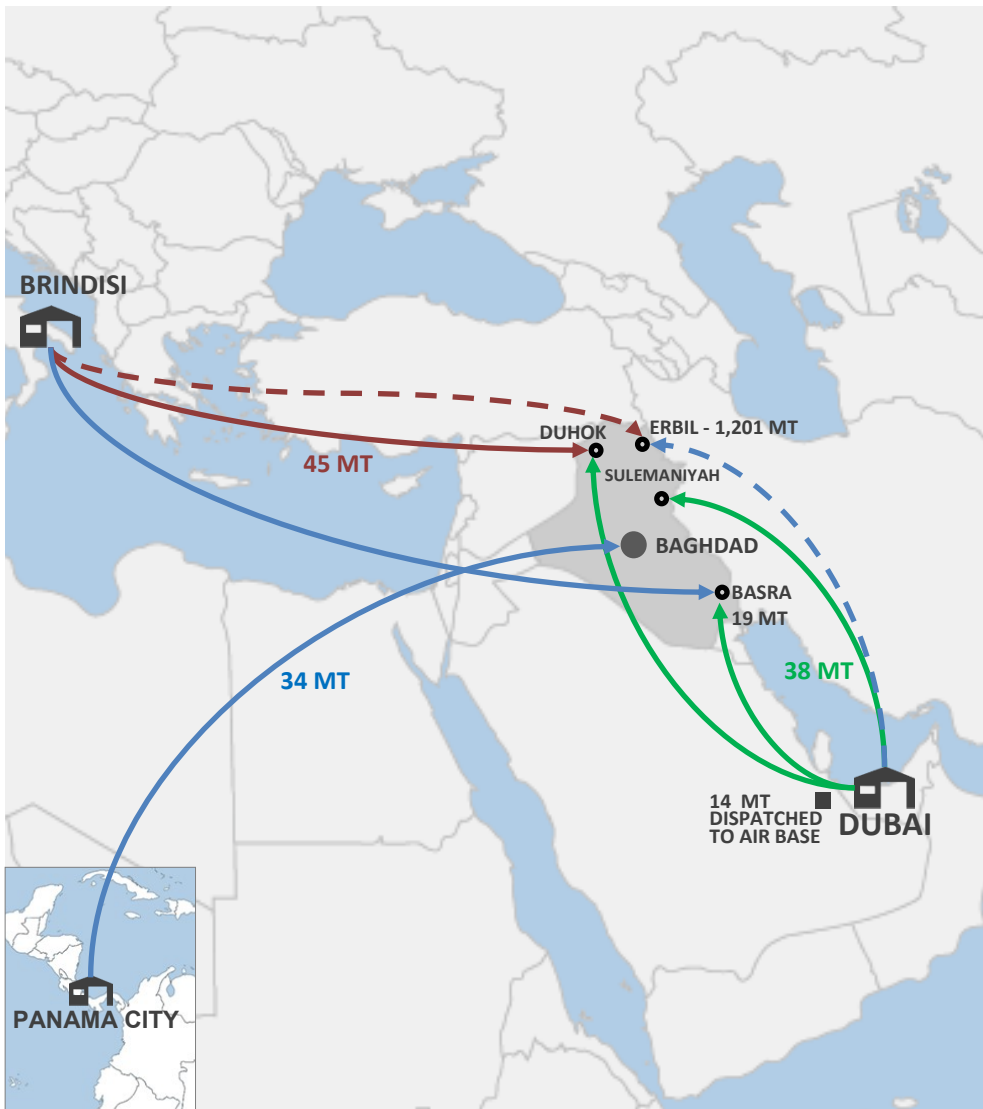 BRINDISI
ERBIL - 1,201 MT
DUHOK
45 MT
SULEMANIYAH
BAGHDAD
BASRA
19 MT
38 MT
34 MT
14 MT
DISPATCHED
TO AIR BASE
DUBAI
PANAMA CITY